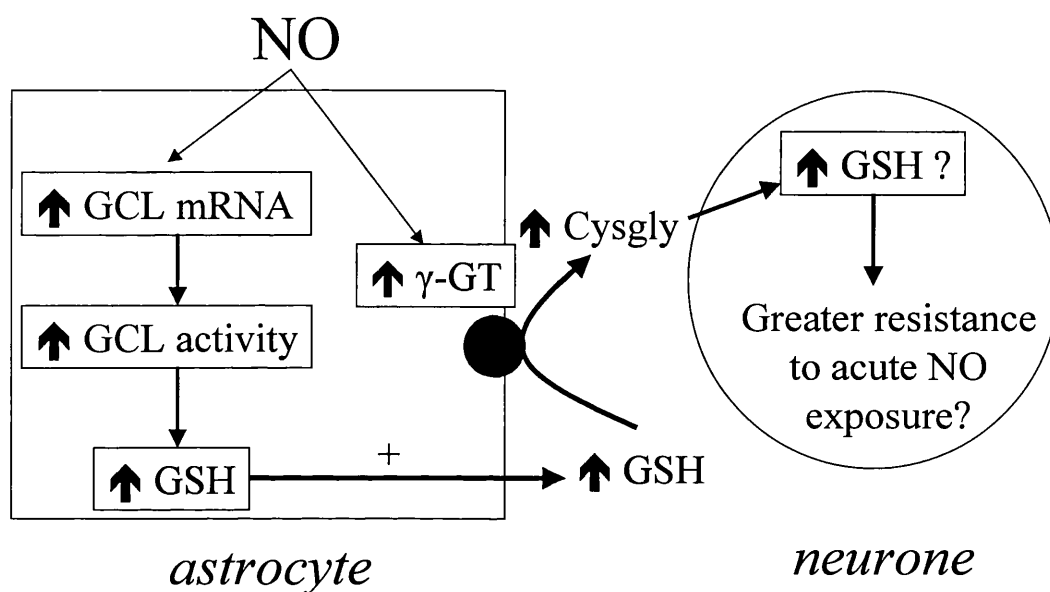 NO
GCL mRNA
γ-GT
GCL activity
GSH
+
GSH
Cysgly
GSH ?
Greater resistance
to acute NO
exposure?
astrocyte
neurone